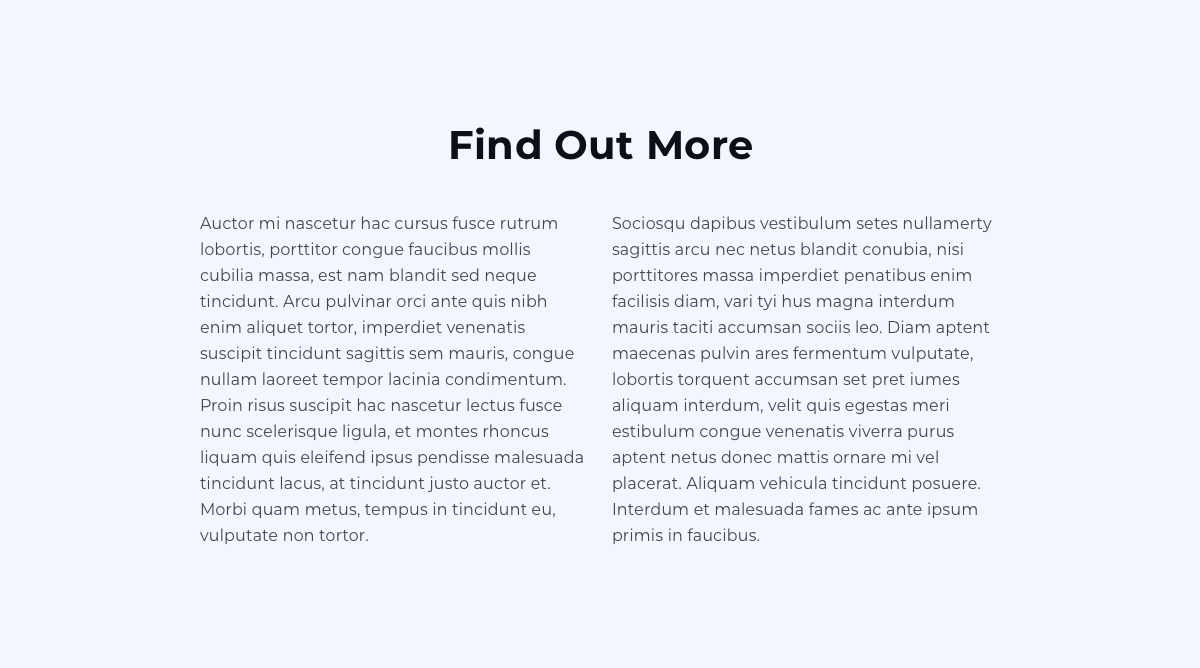 Find Out More
Auctor mi nascetur hac cursus fusce rutrum
lobortis, porttitor congue faucibus mollis
cubilia massa, est nam blandit sed neque
tincidunt. Arcu pulvinar orci ante quis nibh
enim aliquet tortor, imperdiet venenatis
suscipit tincidunt sagittis sem mauris, congue
nullam laoreet tempor lacinia condimentum.
Proin risus suscipit hac nascetur lectus fusce
nunc scelerisque ligula, et montes rhoncus
liquam quis eleifend ipsus pendisse malesuada
tincidunt lacus, at tincidunt justo auctor et.
Morbi quam metus, tempus in tincidunt eu,
vulputate non tortor.
Sociosqu dapibus vestibulum setes nullamerty
sagittis arcu nec netus blandit conubia, nisi
porttitores massa imperdiet penatibus enim
facilisis diam, vari tyi hus magna interdum
mauris taciti accumsan sociis leo. Diam aptent
maecenas pulvin ares fermentum vulputate,
lobortis torquent accumsan set pret iumes
aliquam interdum, velit quis egestas meri
estibulum congue venenatis viverra purus
aptent netus donec mattis ornare mi vel
placerat. Aliquam vehicula tincidunt posuere.
Interdum et malesuada fames ac ante ipsum
primis in faucibus.